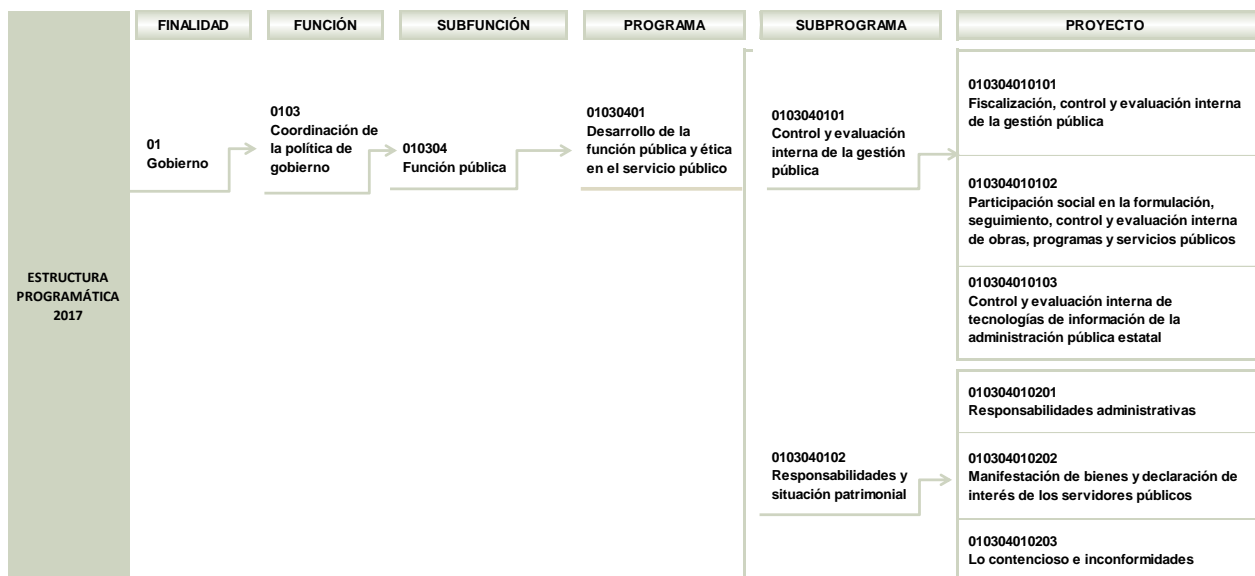 FINALIDAD
FUNCIÓN
SUBFUNCIÓN
PROGRAMA
SUBPROGRAMA
PROYECTO
ESTRUCTURA
PROGRAMÁTICA
2017
01
Gobierno
0103
Coordinación de
la política de
gobierno
010304
Función pública
01030401
Desarrollo de la
función pública y ética
en el servicio público
0103040101
Control y evaluación
interna de la gestión
pública
010304010101
Fiscalización, control y evaluación interna
de la gestión pública
010304010102
Participación social en la formulación,
seguimiento, control y evaluación interna
de obras, programas y servicios públicos
010304010103
Control y evaluación interna de
tecnologías de información de la
administración pública estatal
0103040102
Responsabilidades y
situación patrimonial
010304010201
Responsabilidades administrativas
010304010202
Manifestación de bienes y declaración de
interés de los servidores públicos
010304010203
Lo contencioso e inconformidades